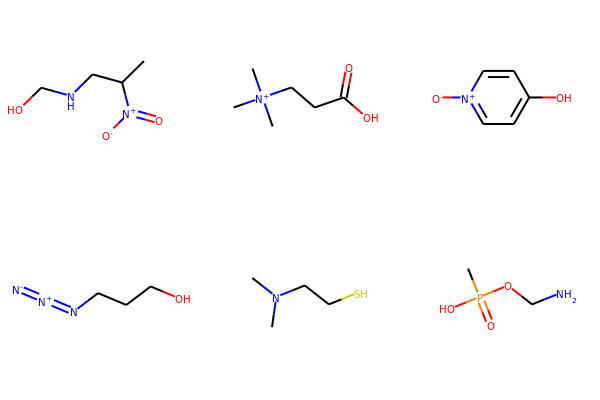 HO N H N+ O- O
N+ O OH
O- N+ OH
N- N+ N OH
N SH
P HO O O NH2